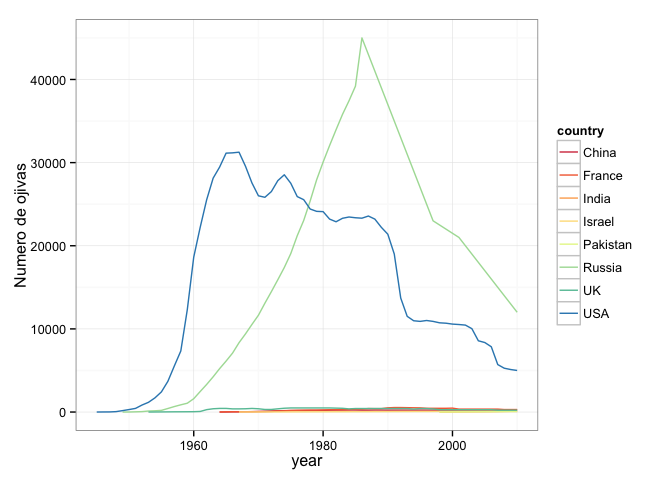 40000
30000
20000
10000
0
Numero de ojivas
1960
1980
2000
year
country
China
France
India
Israel
Pakistan
Russia
UK
USA